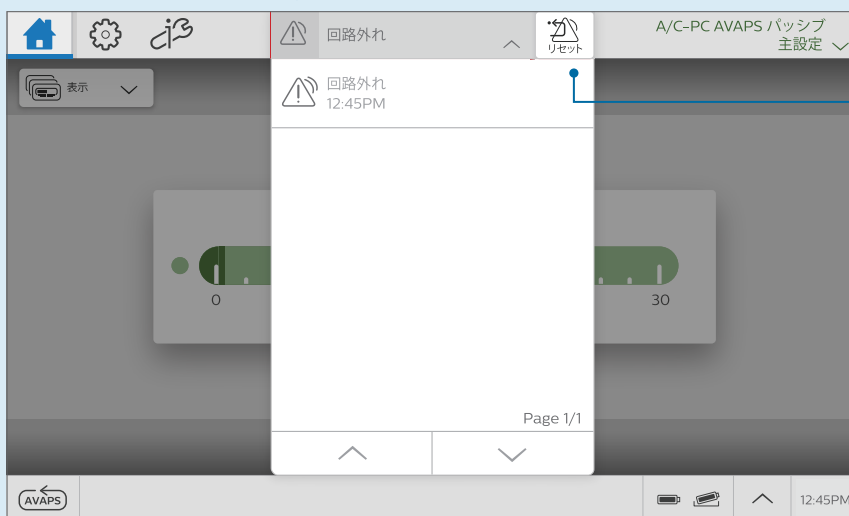 回路外れ
リセット
A/C-PC AVAPS パッシブ
主設定
表示
回路外れ
12:45PM
0
30
Page 1/1
AVAPS
12:45PM